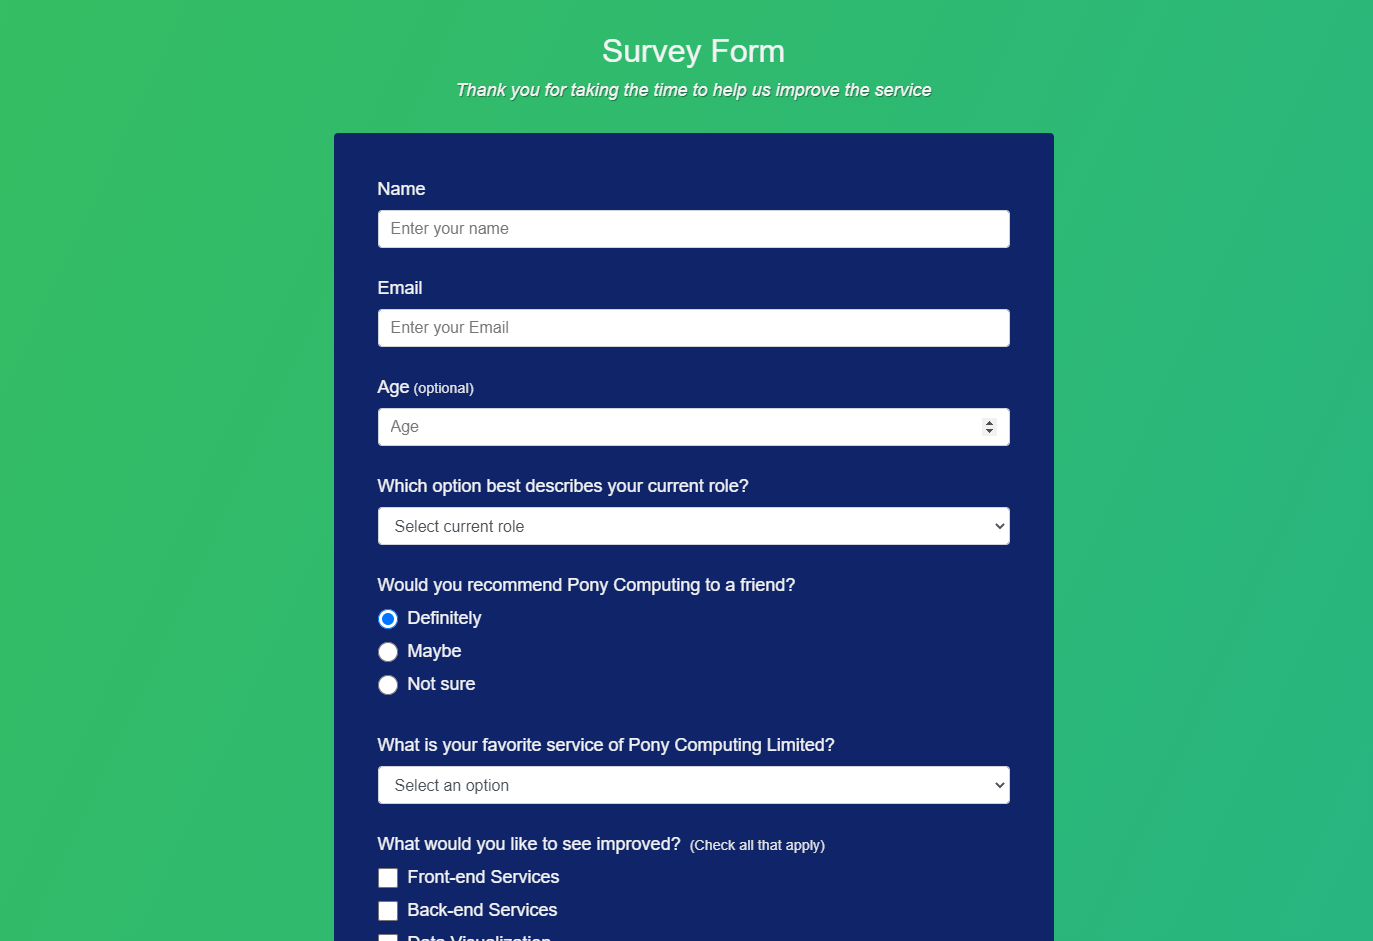 Survey Form
Thank you for taking the time to help us improve the service
Name
Enter your name
Email
Enter your Email
Age (optional)
Age
Which option best describes your current role?
Select current role
Would you recommend Pony Computing to a friend?
Definitely
Maybe
Not sure
What is your favorite service of Pony Computing Limited?
Select an option
What would you like to see improved? (Check all that apply)
Front-end Services
Back-end Services
Data Visualization